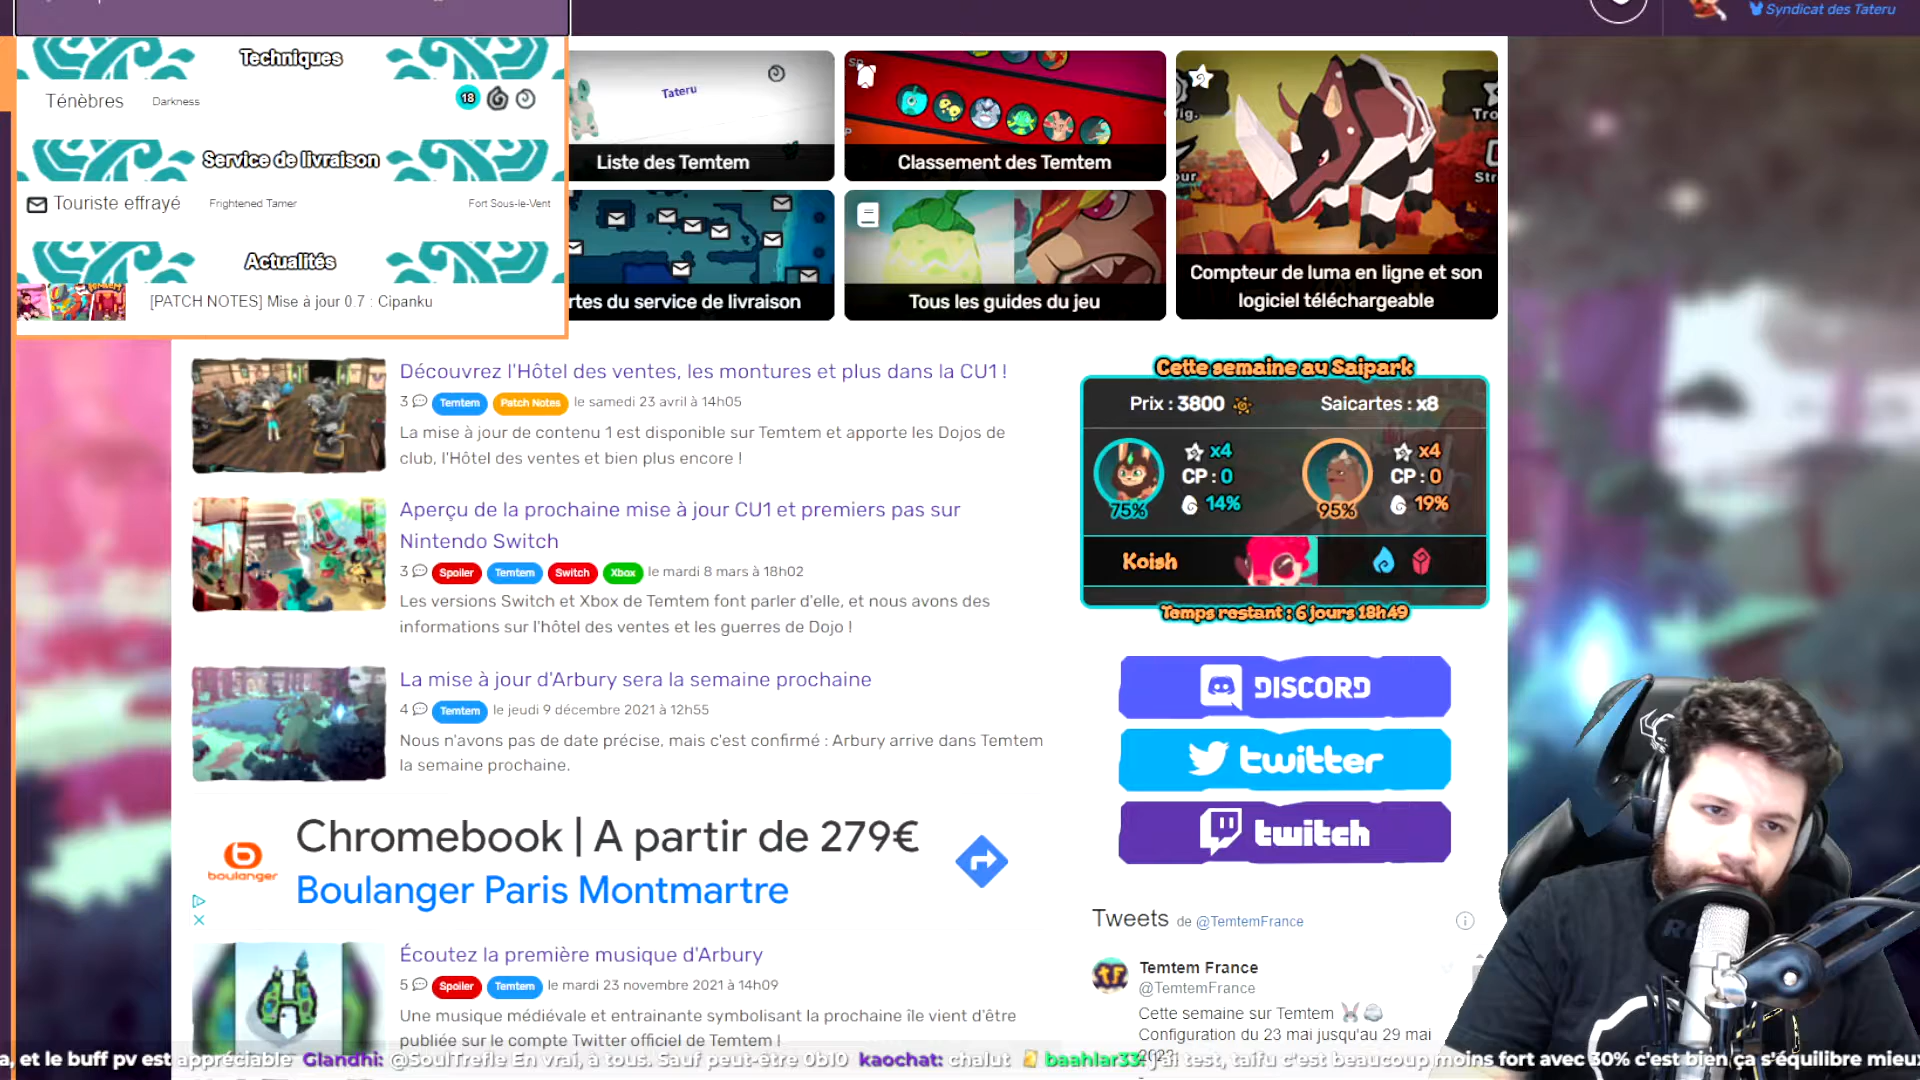 Syndicat des Tateru
Techniques
Ténèbres Darkness 18
Service de livraison
Touriste effrayé Frightened Tamer Fort Sous-le-Vent
Actualités
[PATCH NOTES] Mise à jour 0.7 : Cipanku
Tateru
Liste des Temtem
Classement des Temtem
rtes du service de livraison
Tous les guides du jeu
Compteur de luma en ligne et son
logiciel téléchargeable
Découvrez l'Hôtel des ventes, les montures et plus dans la CU1 !
3 Temtem Patch Notes le samedi 23 avril à 14h05
La mise à jour de contenu 1 est disponible sur Temtem et apporte les Dojos de
club, l'Hôtel des ventes et bien plus encore !
Aperçu de la prochaine mise à jour CU1 et premiers pas sur
Nintendo Switch
3 Spoiler Temtem Switch Xbox le mardi 8 mars à 18h02
Les versions Switch et Xbox de Temtem font parler d'elle, et nous avons des
informations sur l'hôtel des ventes et les guerres de Dojo !
La mise à jour d'Arbury sera la semaine prochaine
4 Temtem le jeudi 9 décembre 2021 à 12h55
Nous n'avons pas de date précise, mais c'est confirmé : Arbury arrive dans Temtem
la semaine prochaine.
boulanger
Chromebook | A partir de 279€
Boulanger Paris Montmartre
Écoutez la première musique d'Arbury
5 Spoiler Temtem le mardi 23 novembre 2021 à 14h09
Une musique médiévale et entrainante symbolisant la prochaine île vient d'être
publiée sur le compte Twitter officiel de Temtem !
Cette semaine au Saipark
Prix : 3800 Saicartes : x8
x4 x4
CP : 0 CP : 0
75% 14% 95% 19%
Koish
Temps restant : 6 jours 18h49
DISCORD
twitter
twitch
Tweets de @TemtemFrance
Temtem France
@TemtemFrance
Cette semaine sur Temtem
Configuration du 23 mai jusqu'au 29 mai
a, et le buff pv est appréciable Glandhi: @SoulTrefle En vrai, à tous. Sauf peut-être 0b10 kaochat: chalut baahlar33: j'ai test, taifu c'est beaucoup moins fort avec 30% c'est bien ça s'équilibre mieux